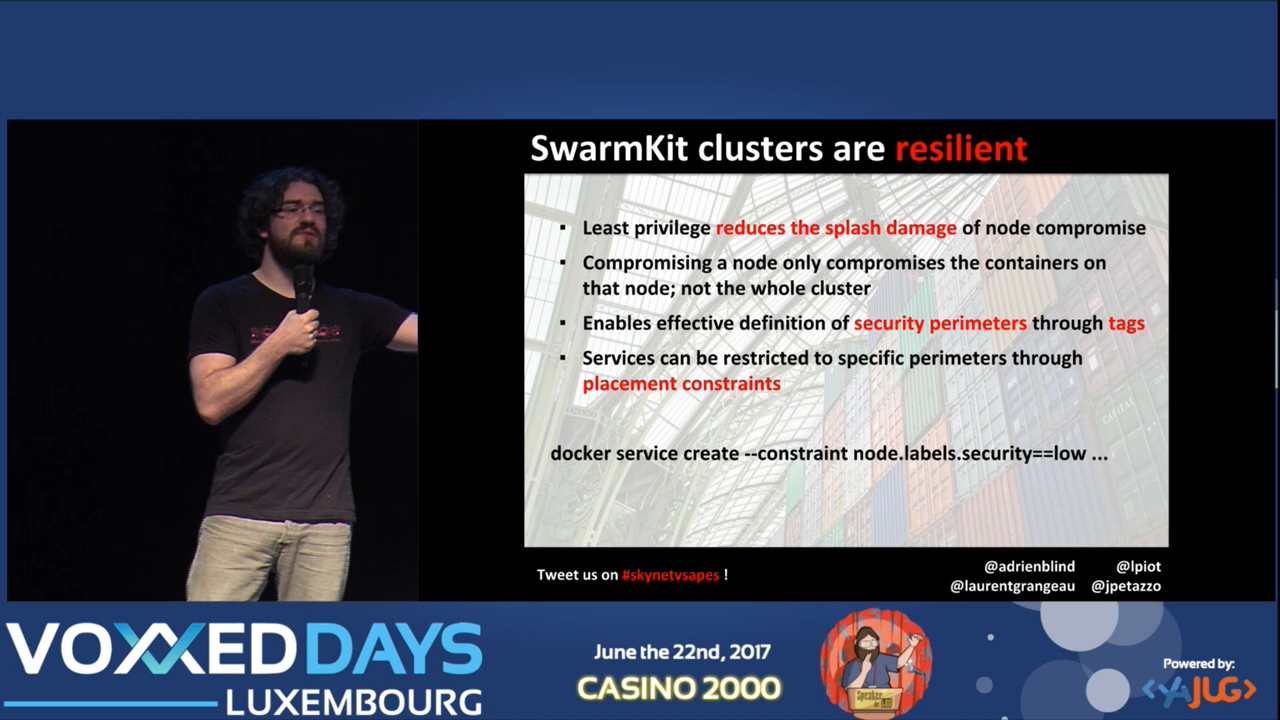 SwarmKit clusters are resilient
▪ Least privilege reduces the splash damage of node compromise
▪ Compromising a node only compromises the containers on
that node; not the whole cluster
▪ Enables effective definition of security perimeters through tags
▪ Services can be restricted to specific perimeters through
placement constraints
docker service create --constraint node.labels.security==low ...
Tweet us on #skynetvsapes !
@adrienblind @lpiot
@laurentgrangeau @jpetazzo
VOXXED DAYS
LUXEMBOURG
June the 22nd, 2017
CASINO 2000
Powered by:
YAJUG